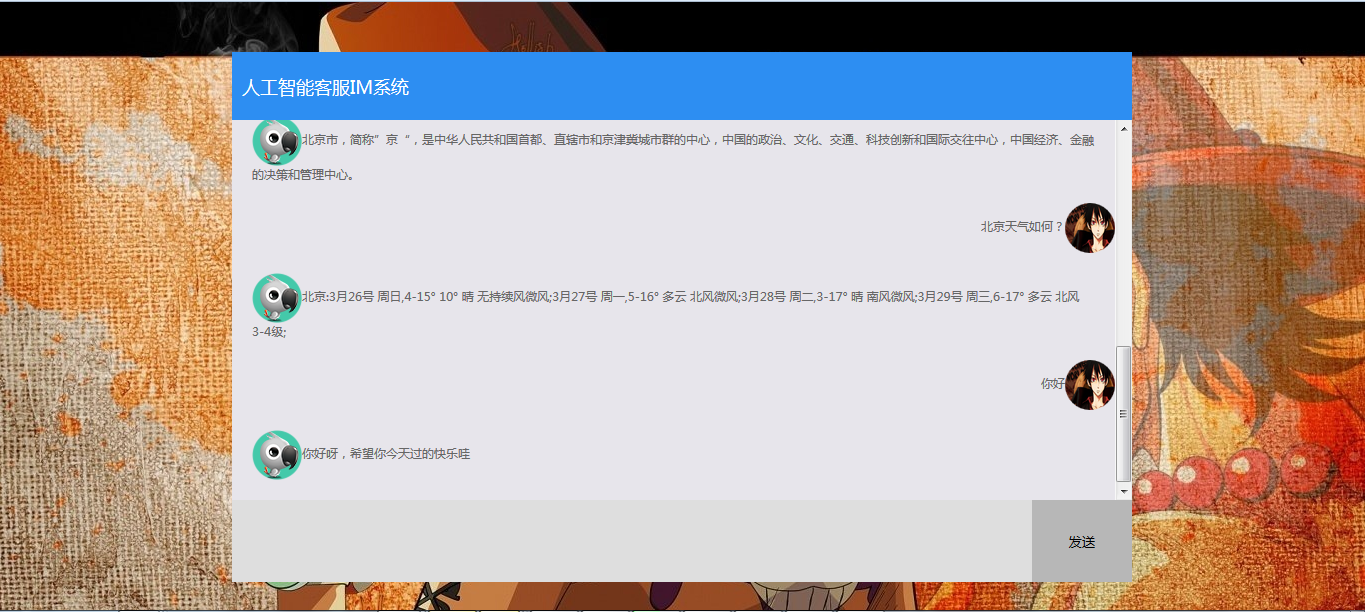 人工智能客服IM系统
北京市，简称”京“，是中华人民共和国首都、直辖市和京津冀城市群的中心，中国的政治、文化、交通、科技创新和国际交往中心，中国经济、金融
的决策和管理中心。
北京天气如何？
北京:3月26号 周日,4-15° 10° 晴 无持续风微风;3月27号 周一,5-16° 多云 北风微风;3月28号 周二,3-17° 晴 南风微风;3月29号 周三,6-17° 多云 北风
3-4级;
你好
你好呀，希望你今天过的快乐哇
发送